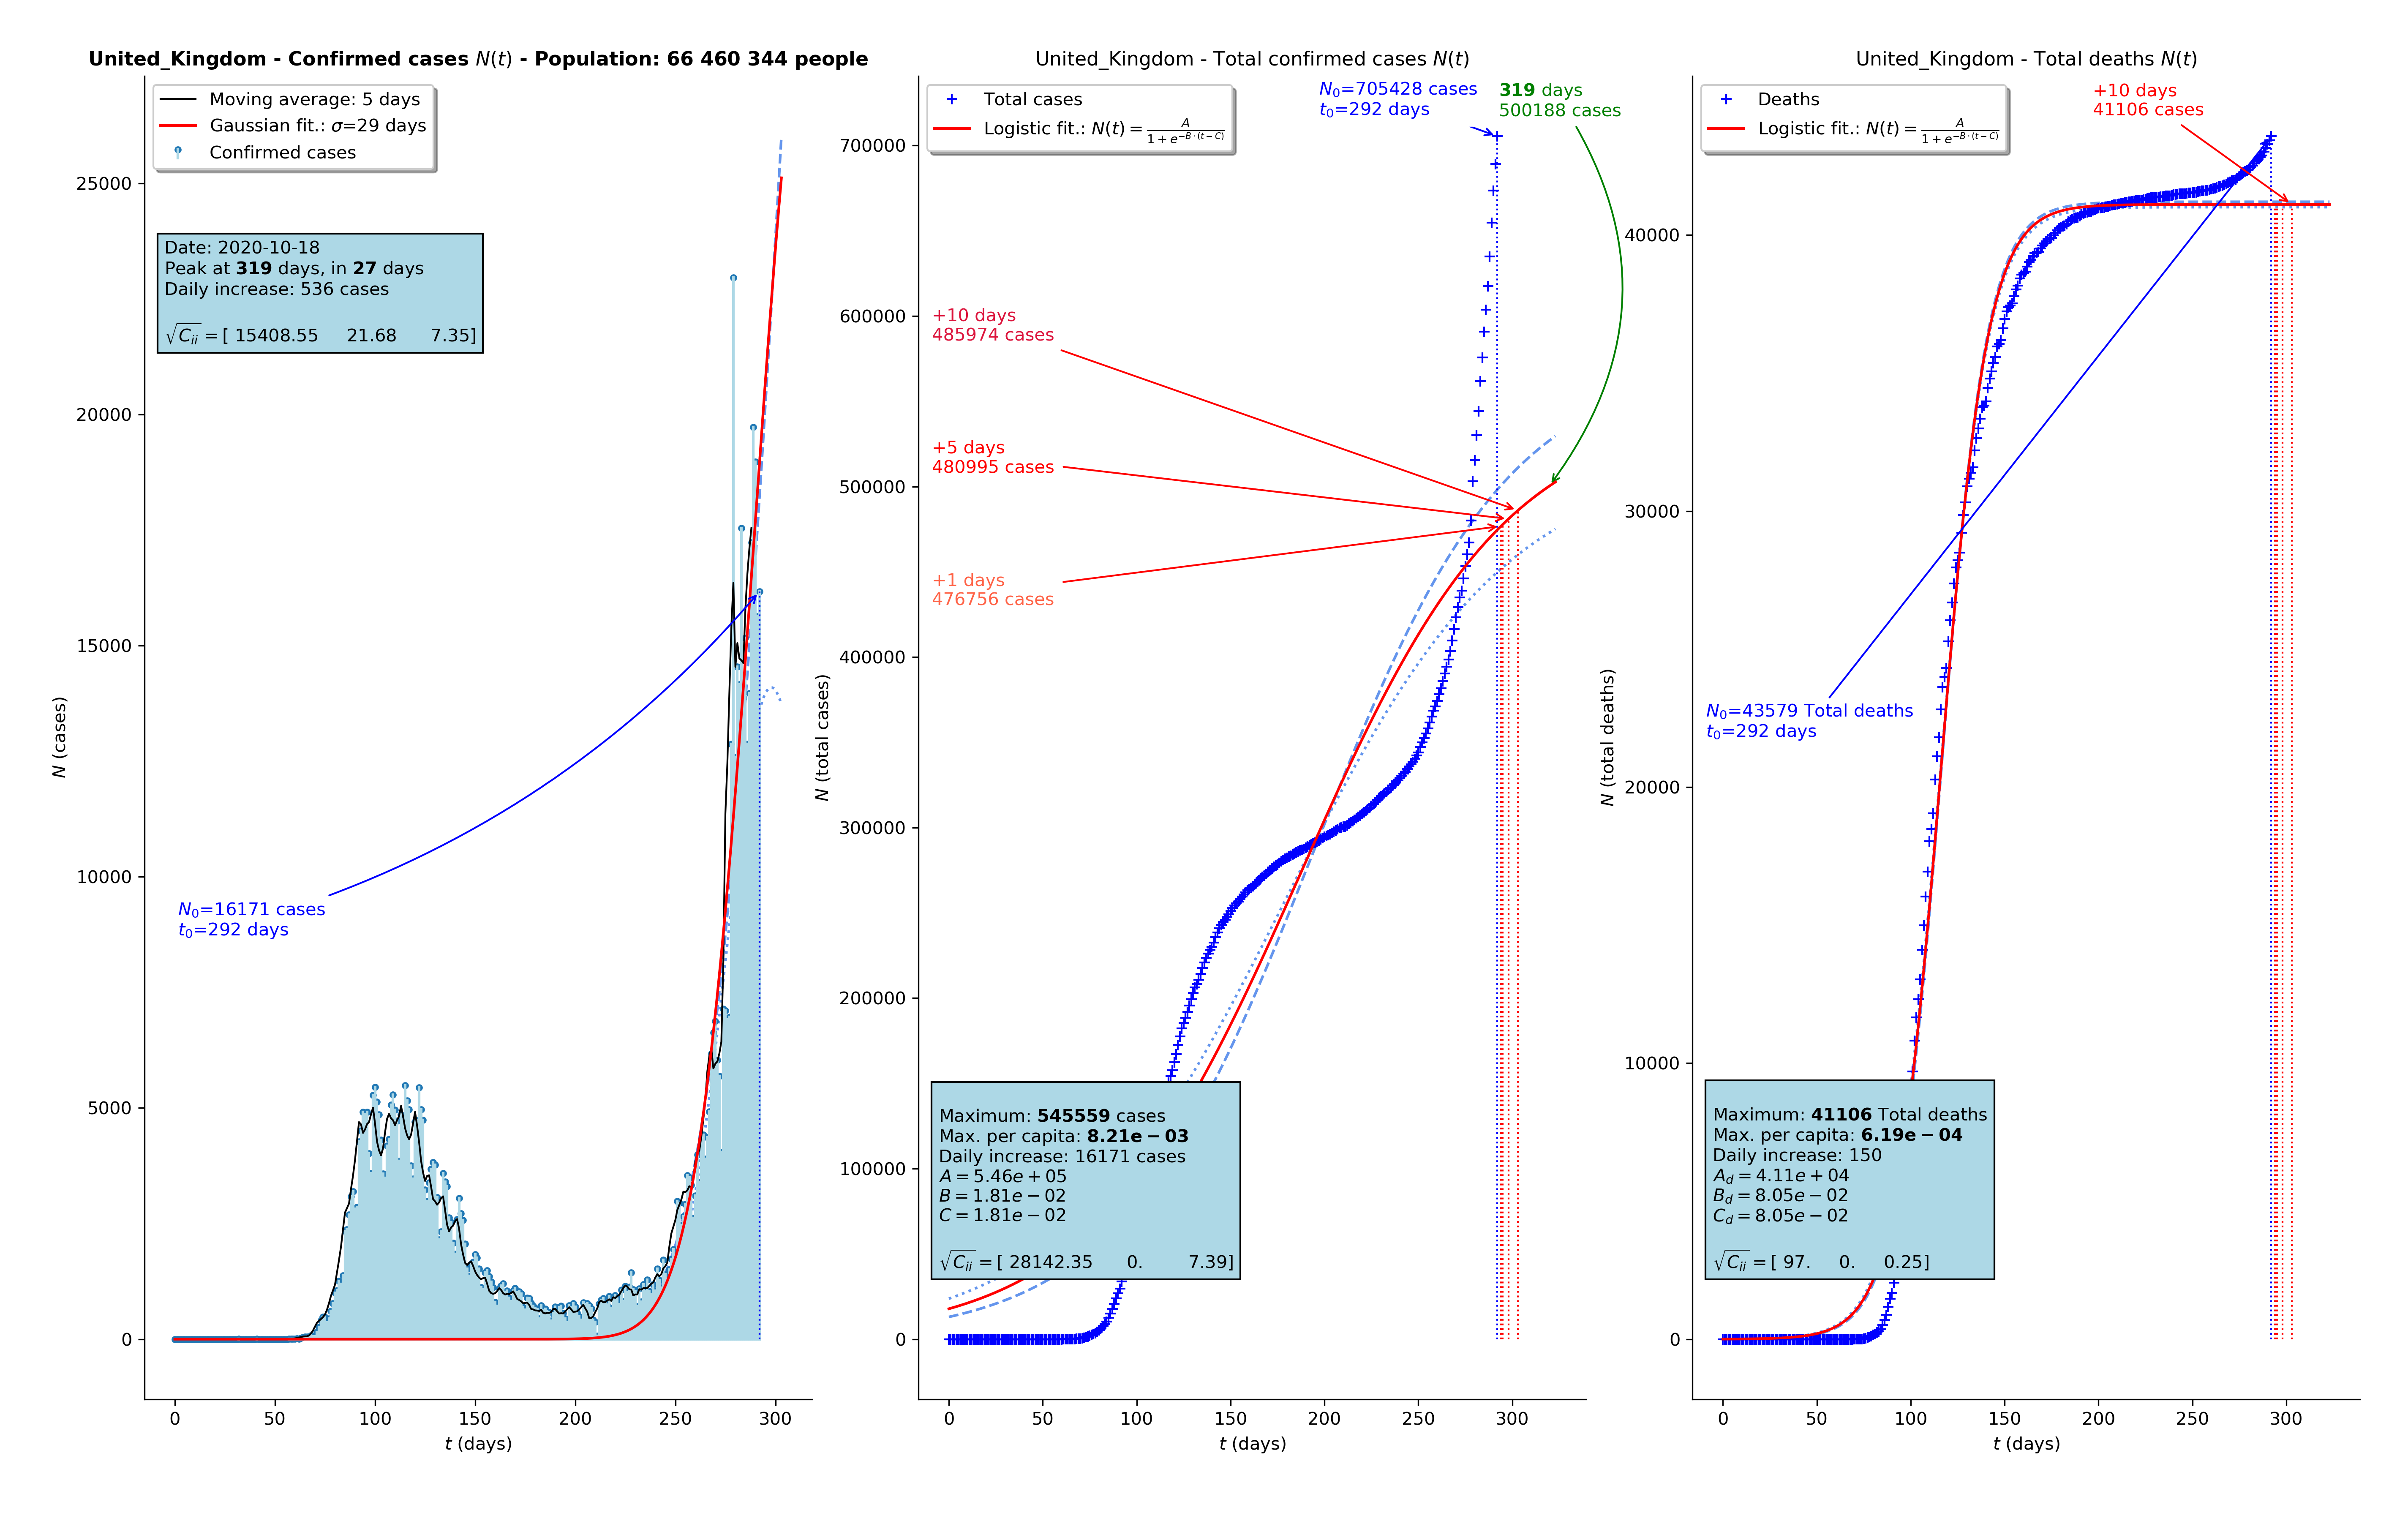 United_Kingdom - Confirmed cases N(t) - Population: 66 460 344 people
Moving average: 5 days
Gaussian fit.: σ=29 days
Confirmed cases
Date: 2020-10-18
Peak at 319 days, in 27 days
Daily increase: 536 cases
√C_ii = [ 15408.55 21.68 7.35]
N₀=16171 cases
t₀=292 days
N (cases)
25000
20000
15000
10000
5000
0
0 50 100 150 200 250 300
t (days)
United_Kingdom - Total confirmed cases N(t)
Total cases
Logistic fit.: N(t) = A / (1 + e^(−B·(t−C)))
N₀=705428 cases
t₀=292 days
319 days
500188 cases
+10 days
485974 cases
+5 days
480995 cases
+1 days
476756 cases
Maximum: 545559 cases
Max. per capita: 8.21e − 03
Daily increase: 16171 cases
A = 5.46e + 05
B = 1.81e − 02
C = 1.81e − 02
√C_ii = [ 28142.35 0. 7.39]
N (total cases)
700000
600000
500000
400000
300000
200000
100000
0
0 50 100 150 200 250 300
t (days)
United_Kingdom - Total deaths N(t)
Deaths
Logistic fit.: N(t) = A / (1 + e^(−B·(t−C)))
+10 days
41106 cases
N₀=43579 Total deaths
t₀=292 days
Maximum: 41106 Total deaths
Max. per capita: 6.19e − 04
Daily increase: 150
A_d = 4.11e + 04
B_d = 8.05e − 02
C_d = 8.05e − 02
√C_ii = [ 97. 0. 0.25]
N (total deaths)
40000
30000
20000
10000
0
0 50 100 150 200 250 300
t (days)